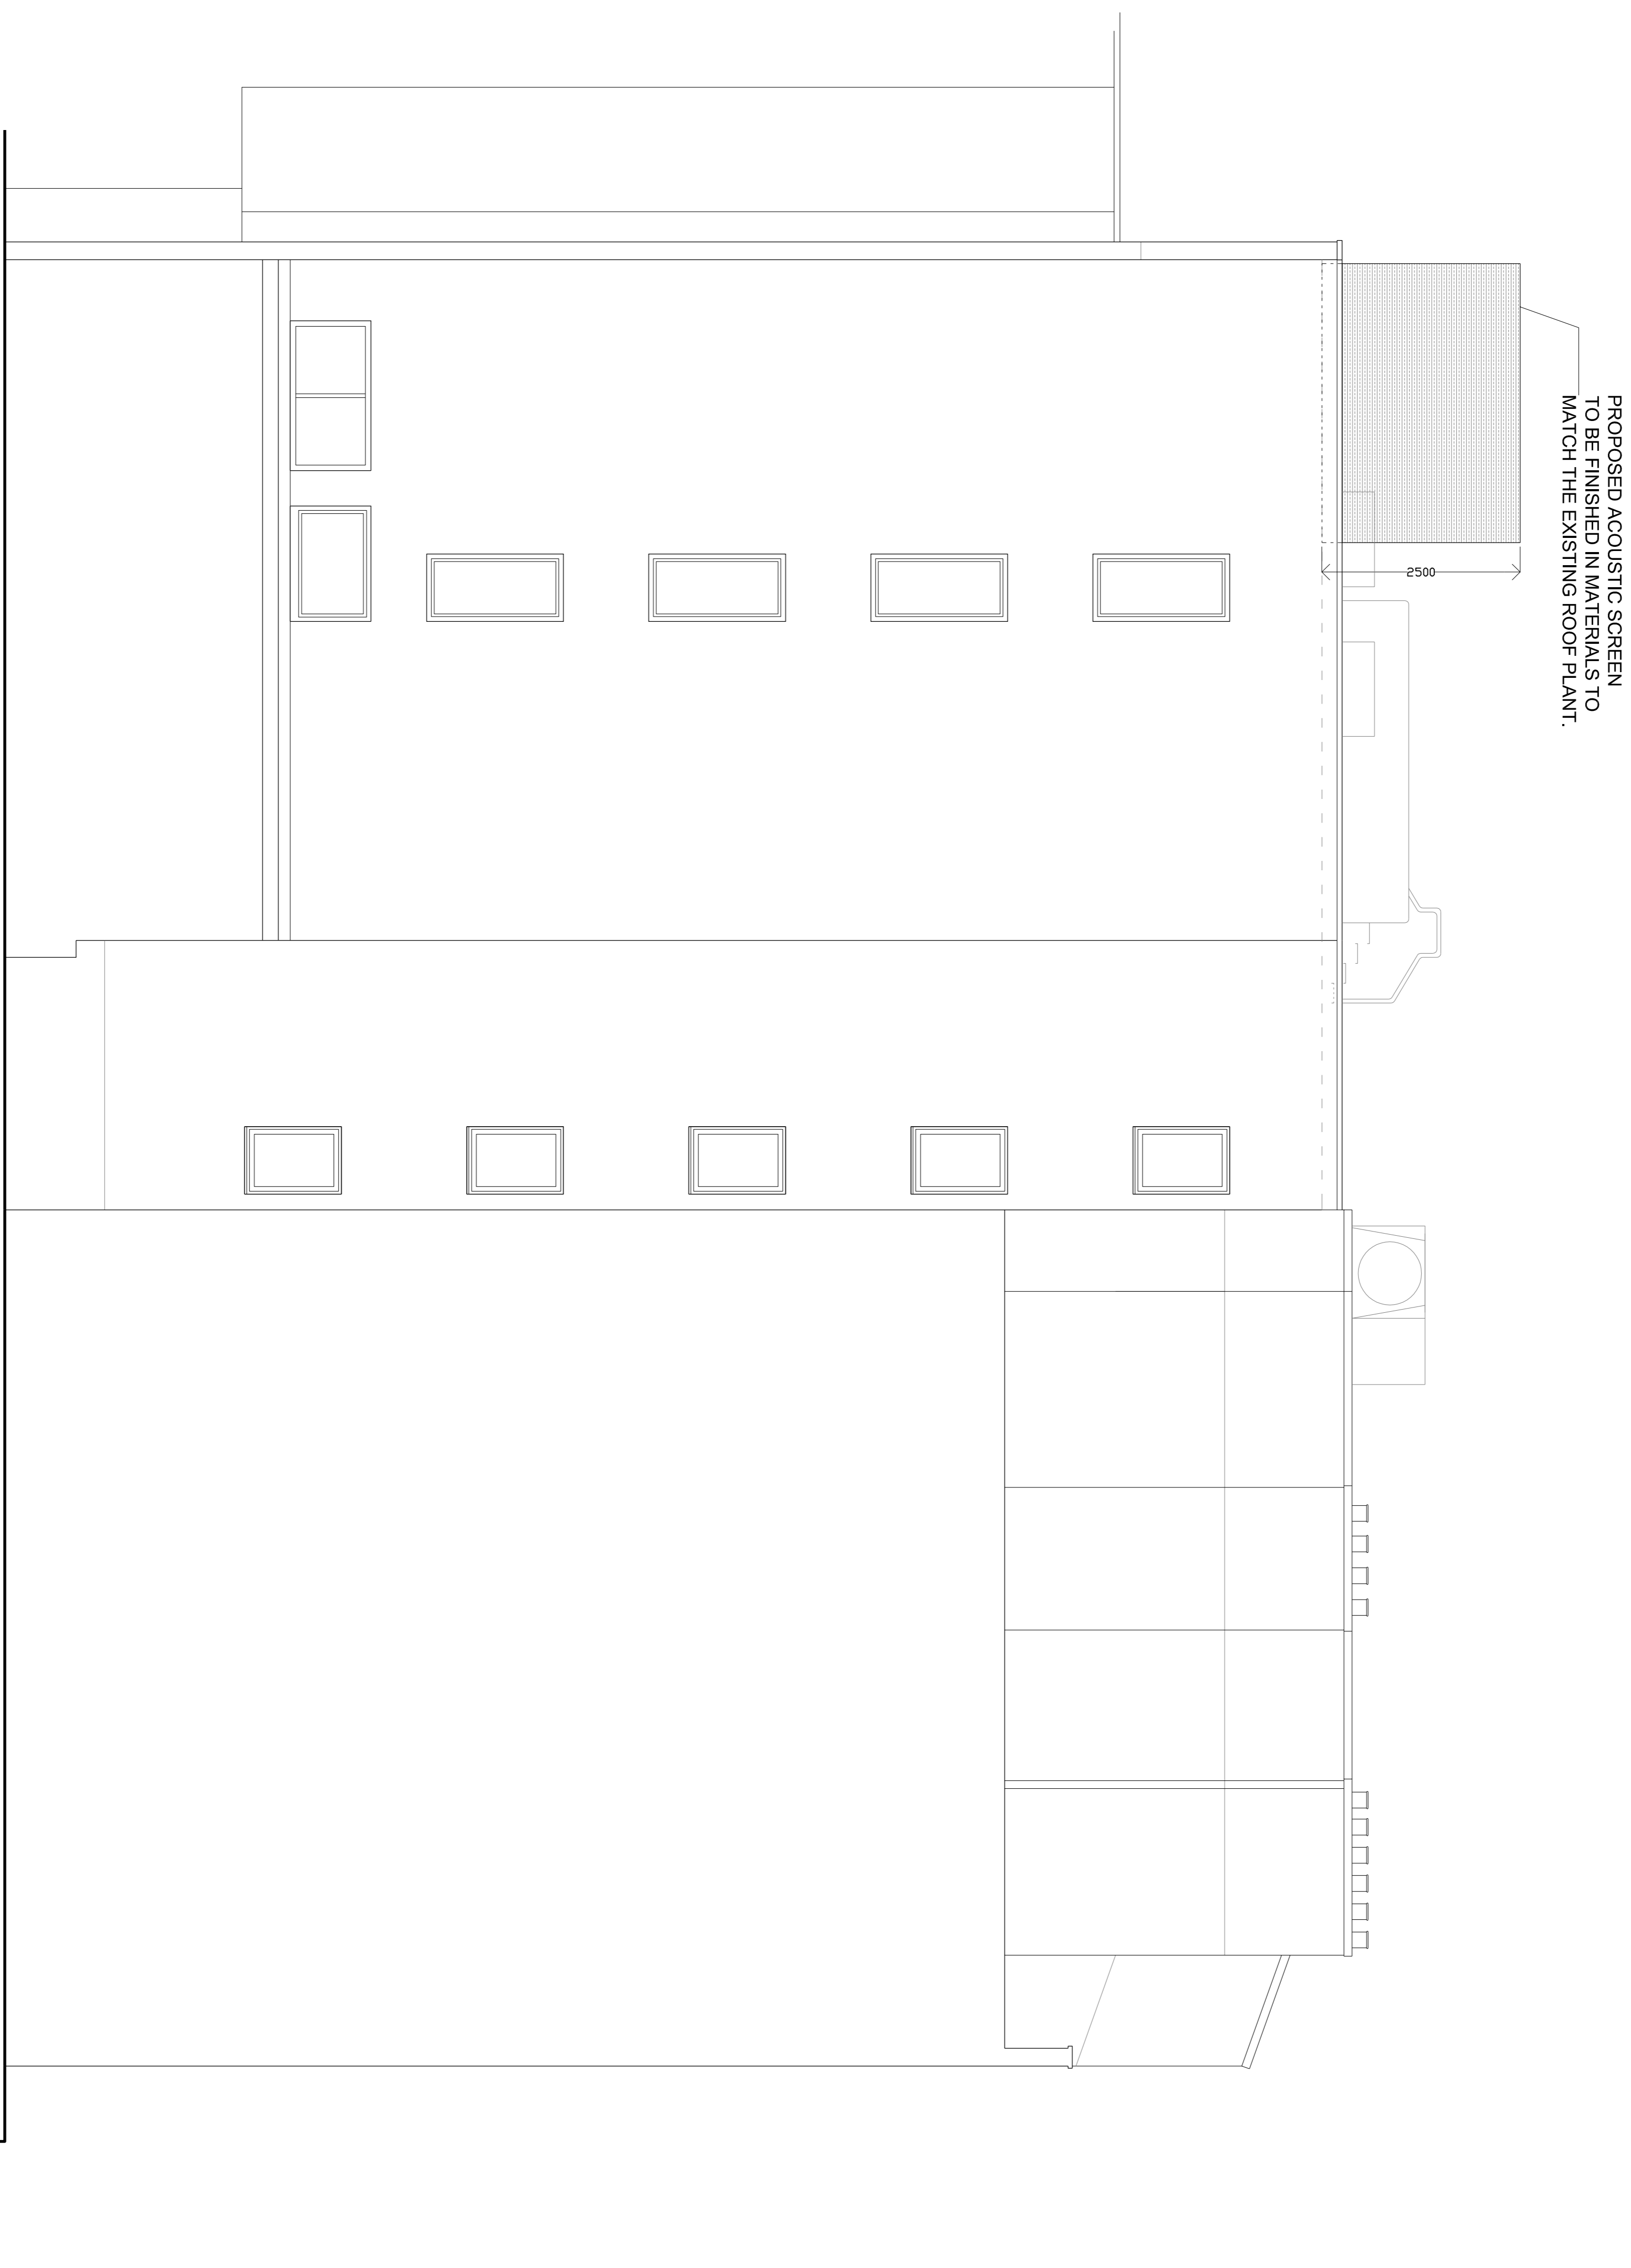 PROPOSED ACOUSTIC SCREEN
TO BE FINISHED IN MATERIALS TO
MATCH THE EXISTING ROOF PLANT.
2500